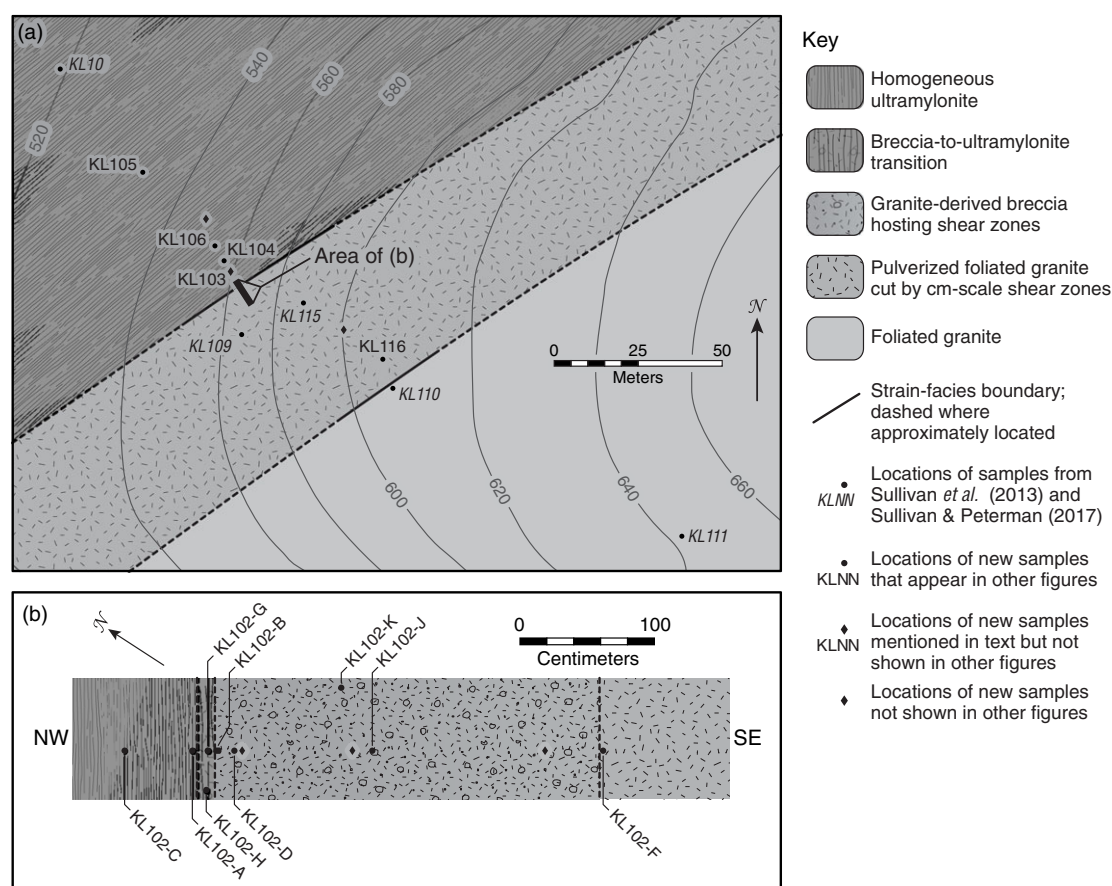 (a)
KL10
540
560
580
520
KL105
KL106
KL104
KL103
Area of (b)
KL115
KL109
KL116
KL110
N
0 25 50
Meters
600
620
640
660
KL111
(b)
N
KL102-G
KL102-B
KL102-K
KL102-J
0 100
Centimeters
NW
SE
KL102-C
KL102-A
KL102-H
KL102-D
KL102-F
Key
Homogeneous
ultramylonite
Breccia-to-ultramylonite
transition
Granite-derived breccia
hosting shear zones
Pulverized foliated granite
cut by cm-scale shear zones
Foliated granite
Strain-facies boundary;
dashed where
approximately located
KLNN
Locations of samples from
Sullivan et al. (2013) and
Sullivan & Peterman (2017)
KLNN
Locations of new samples
that appear in other figures
KLNN
Locations of new samples
mentioned in text but not
shown in other figures
Locations of new samples
not shown in other figures